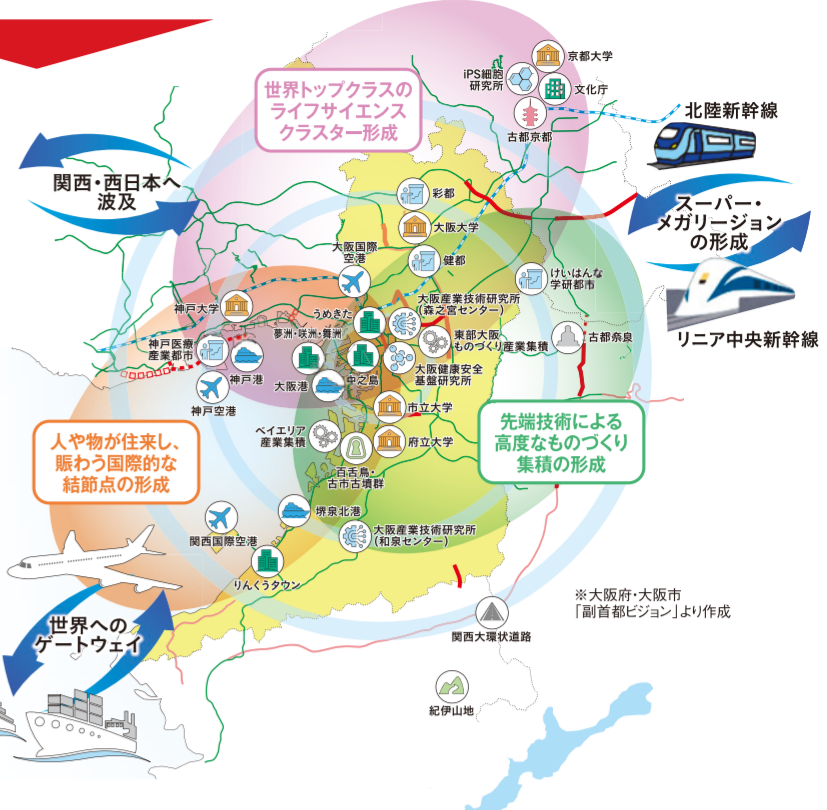 京都大学
iPS細胞
研究所
文化庁
古都京都
世界トップクラスの
ライフサイエンス
クラスター形成
北陸新幹線
関西・西日本へ
波及
スーパー・
メガリージョン
の形成
彩都
大阪大学
大阪国際
空港
健都
けいはんな
学研都市
神戸大学
うめきた
大阪産業技術研究所
(森之宮センター)
夢洲・咲洲・舞洲
東部大阪
ものづくり産業集積
古都奈良
リニア中央新幹線
神戸医療
産業都市
神戸港
大阪港
中之島
大阪健康安全
基盤研究所
神戸空港
市立大学
先端技術による
高度なものづくり
集積の形成
人や物が往来し、
賑わう国際的な
結節点の形成
ベイエリア
産業集積
府立大学
百舌鳥・
古市古墳群
堺泉北港
関西国際空港
大阪産業技術研究所
(和泉センター)
りんくうタウン
※大阪府・大阪市
「副首都ビジョン」より作成
世界への
ゲートウェイ
関西大環状道路
紀伊山地